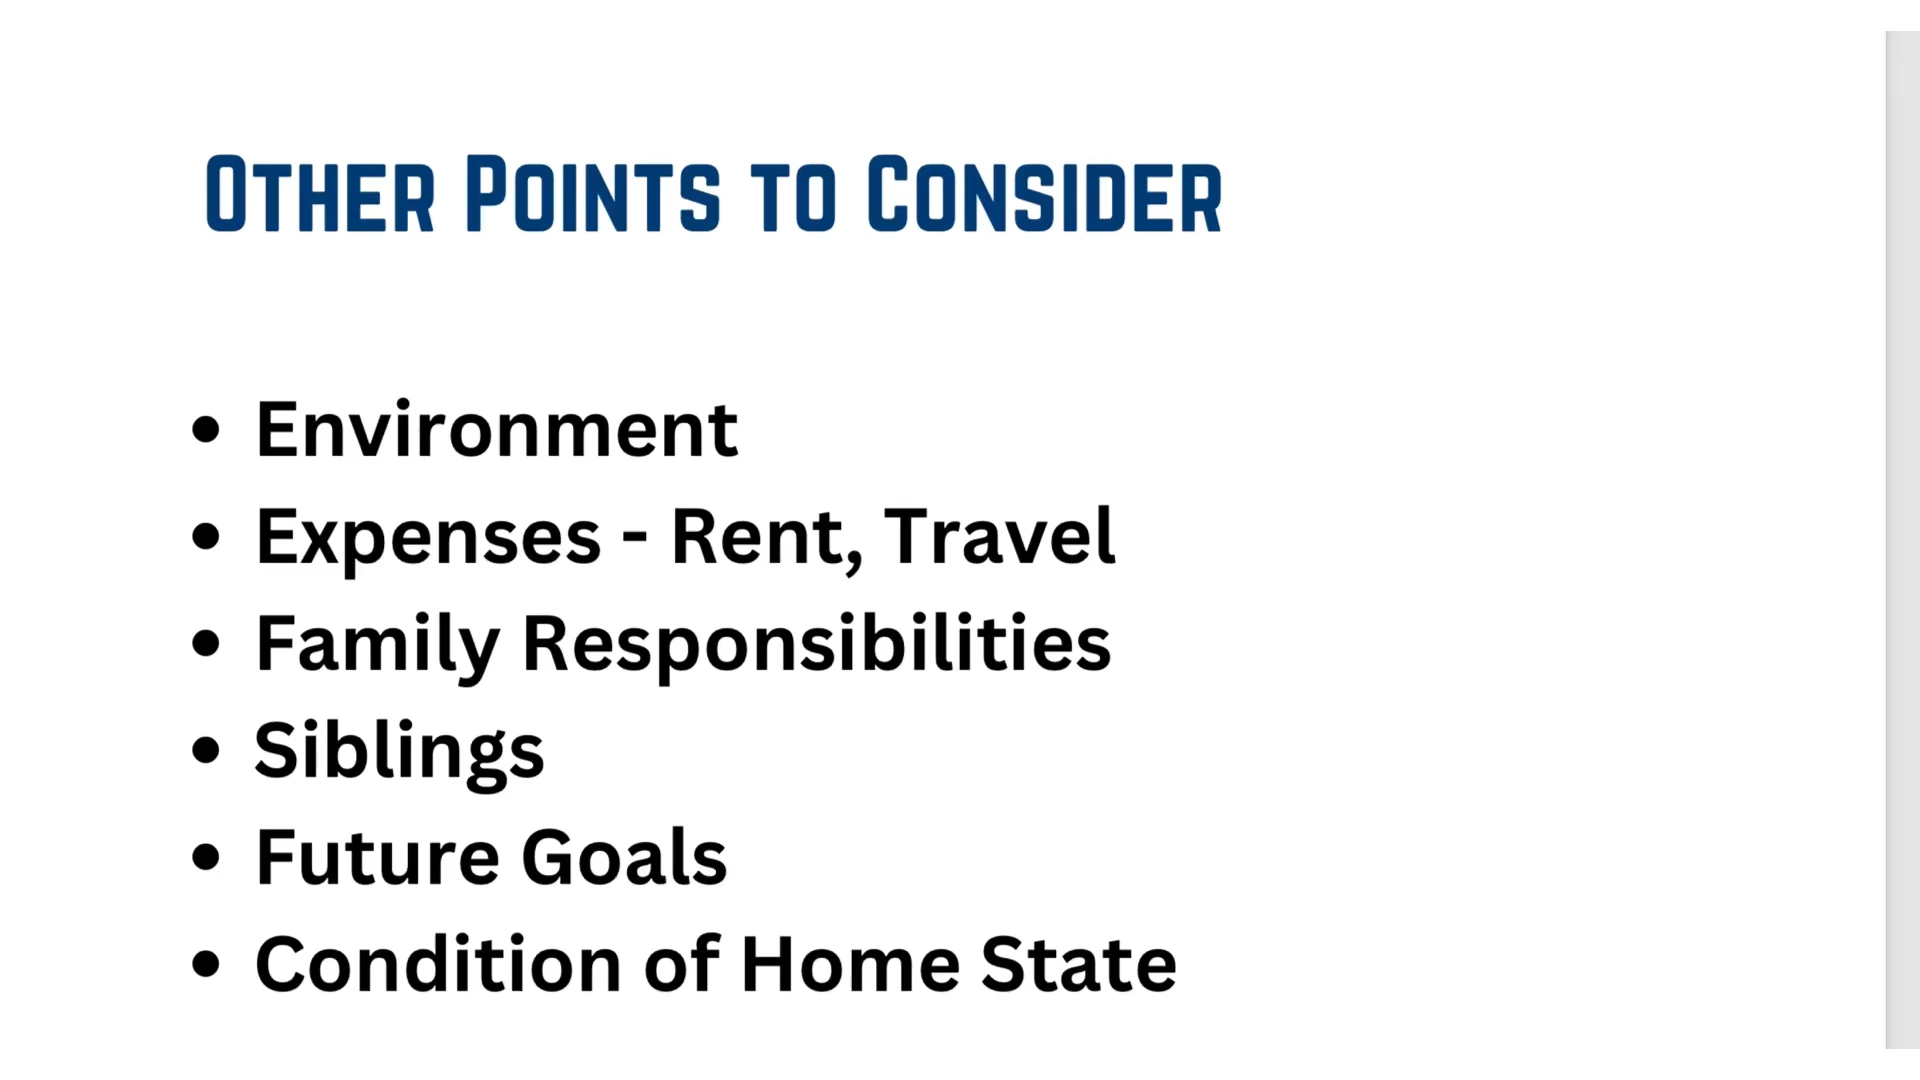 Other Points to Consider
• Environment
• Expenses - Rent, Travel
• Family Responsibilities
• Siblings
• Future Goals
• Condition of Home State